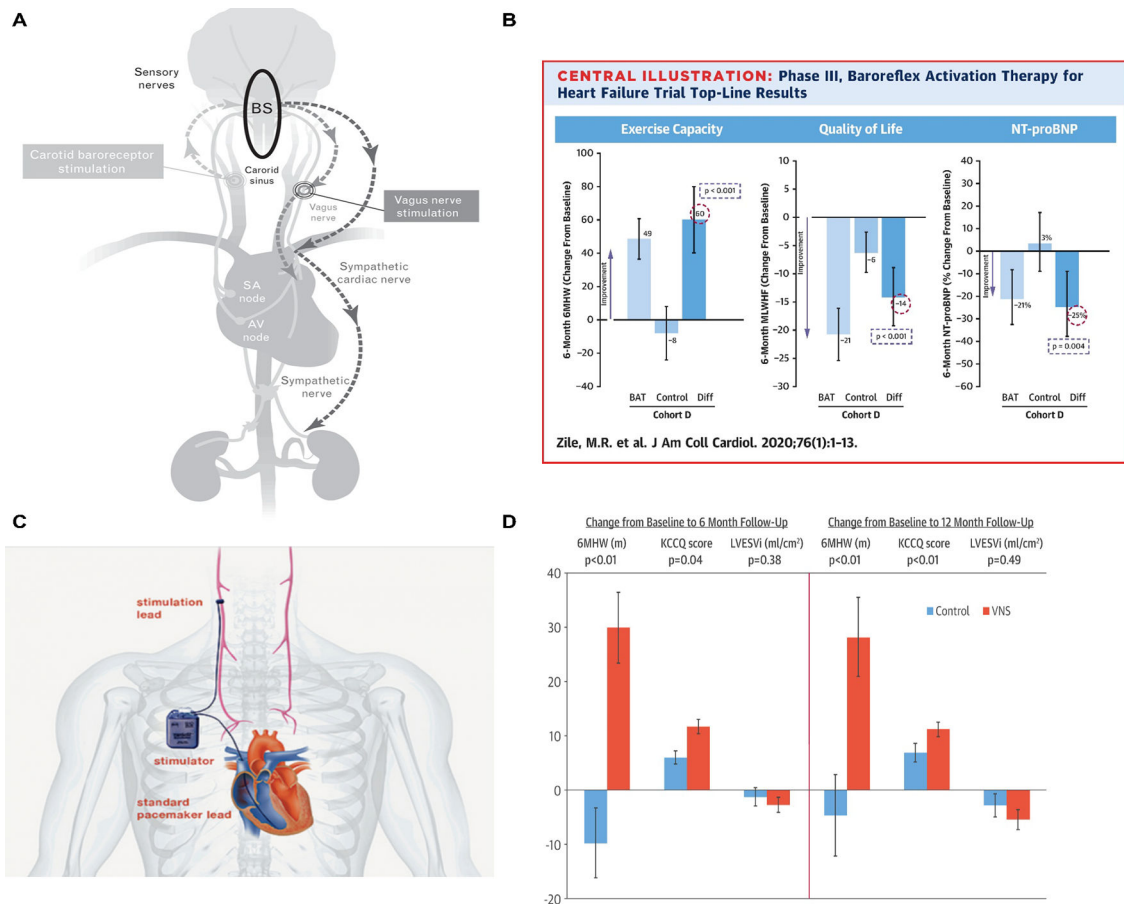 A
Sensory
nerves
BS
Carotid baroreceptor
stimulation
Carorid
sinus
Vagus
nerve
Vagus nerve
stimulation
Sympathetic
cardiac nerve
SA
node
AV
node
Sympathetic
nerve
B
CENTRAL ILLUSTRATION: Phase III, Baroreflex Activation Therapy for
Heart Failure Trial Top-Line Results
Exercise Capacity
6-Month 6MHW (Change From Baseline)
100
80
60
40
20
0
−20
−40
Improvement
49
−8
60
p < 0.001
BAT Control Diff
Cohort D
Quality of Life
6-Month MLWHF (Change From Baseline)
10
5
0
−5
−10
−15
−20
−25
−30
Improvement
−21
−6
−14
p < 0.001
BAT Control Diff
Cohort D
NT-proBNP
6-Month NT-proBNP (% Change From Baseline)
40
30
20
10
0
−10
−20
−30
−40
−50
−60
Improvement
−21%
3%
−25%
p = 0.004
BAT Control Diff
Cohort D
Zile, M.R. et al. J Am Coll Cardiol. 2020;76(1):1–13.
C
stimulation
lead
stimulator
standard
pacemaker lead
D
Change from Baseline to 6 Month Follow-Up
6MHW (m) KCCQ score LVESVi (ml/cm²)
p<0.01 p=0.04 p=0.38
Change from Baseline to 12 Month Follow-Up
6MHW (m) KCCQ score LVESVi (ml/cm²)
p<0.01 p<0.01 p=0.49
40
30
20
10
0
-10
-20
Control VNS